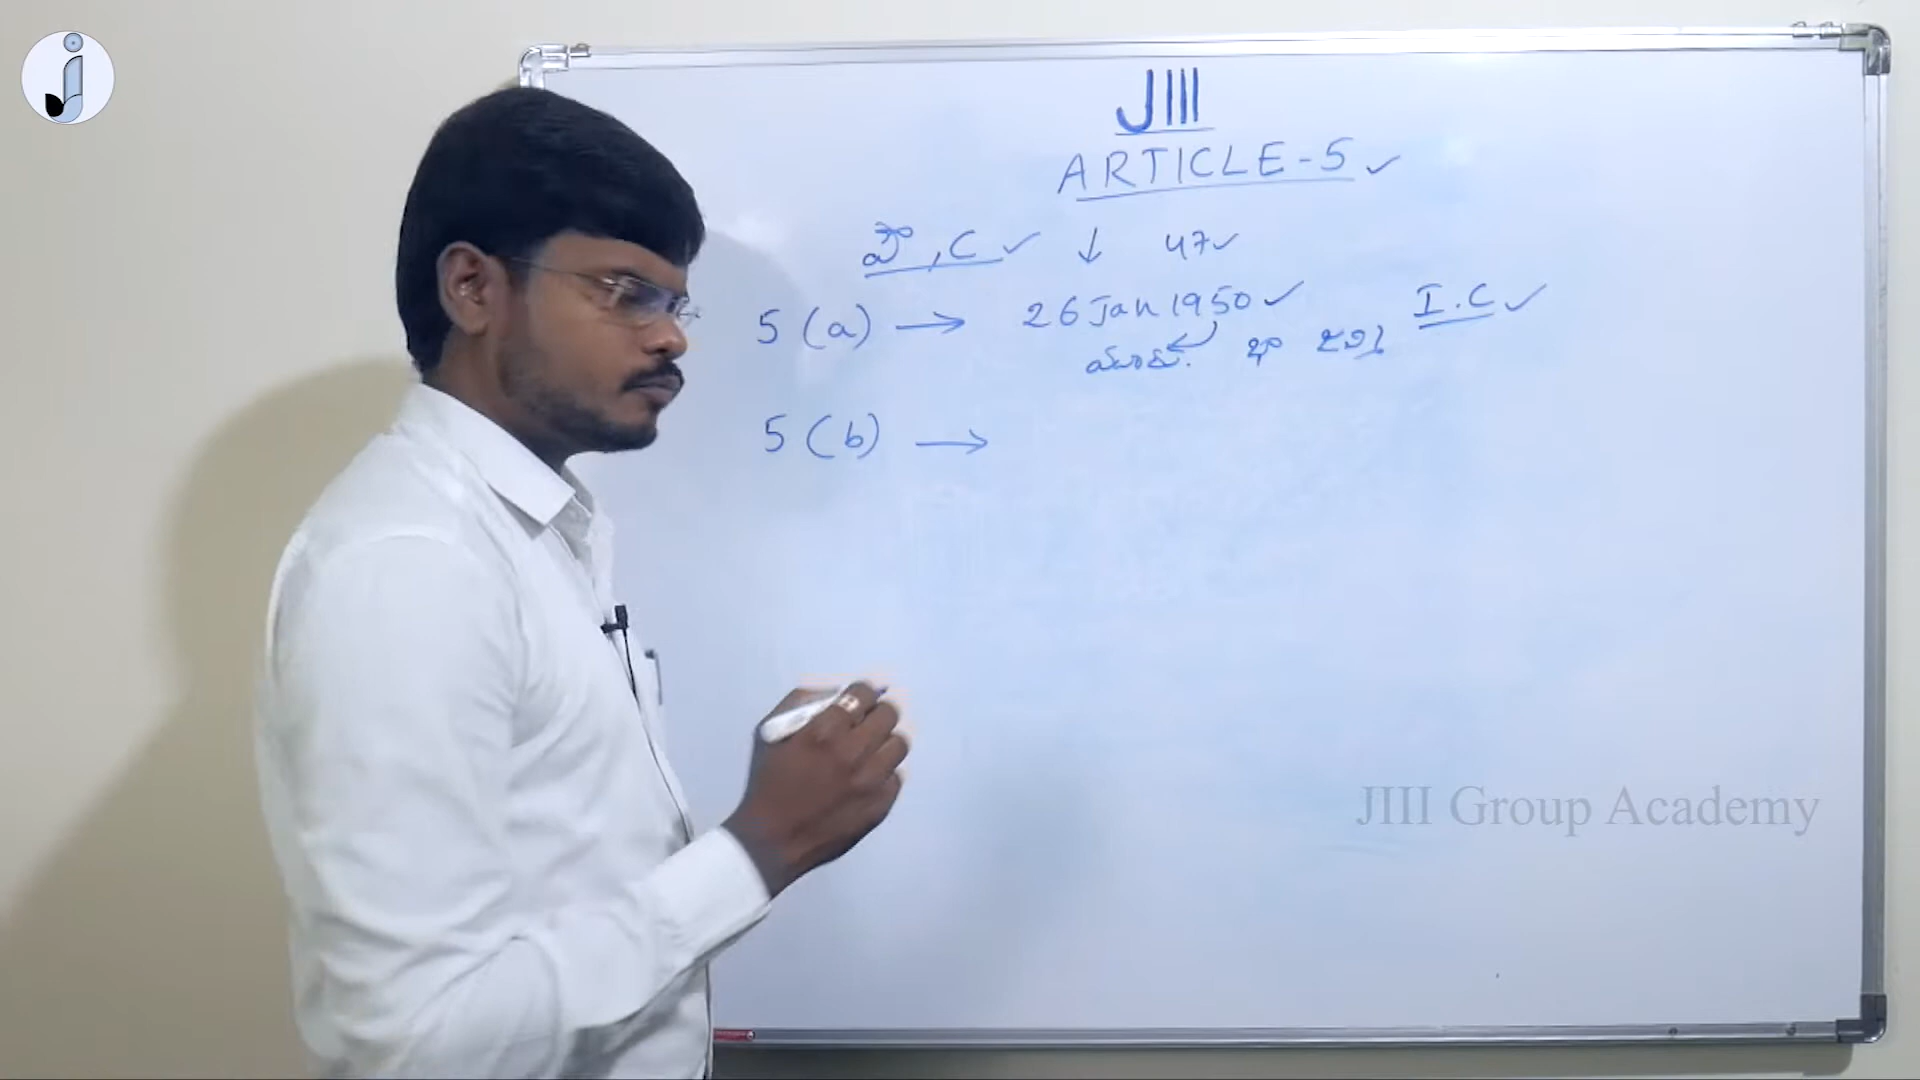 JIII
ARTICLE-5 ✓
పౌ, C ✓ ↓ 47✓
5 (a) → 26 Jan 1950 ✓ I.C ✓
భా
5 (b) →
JIII Group Academy